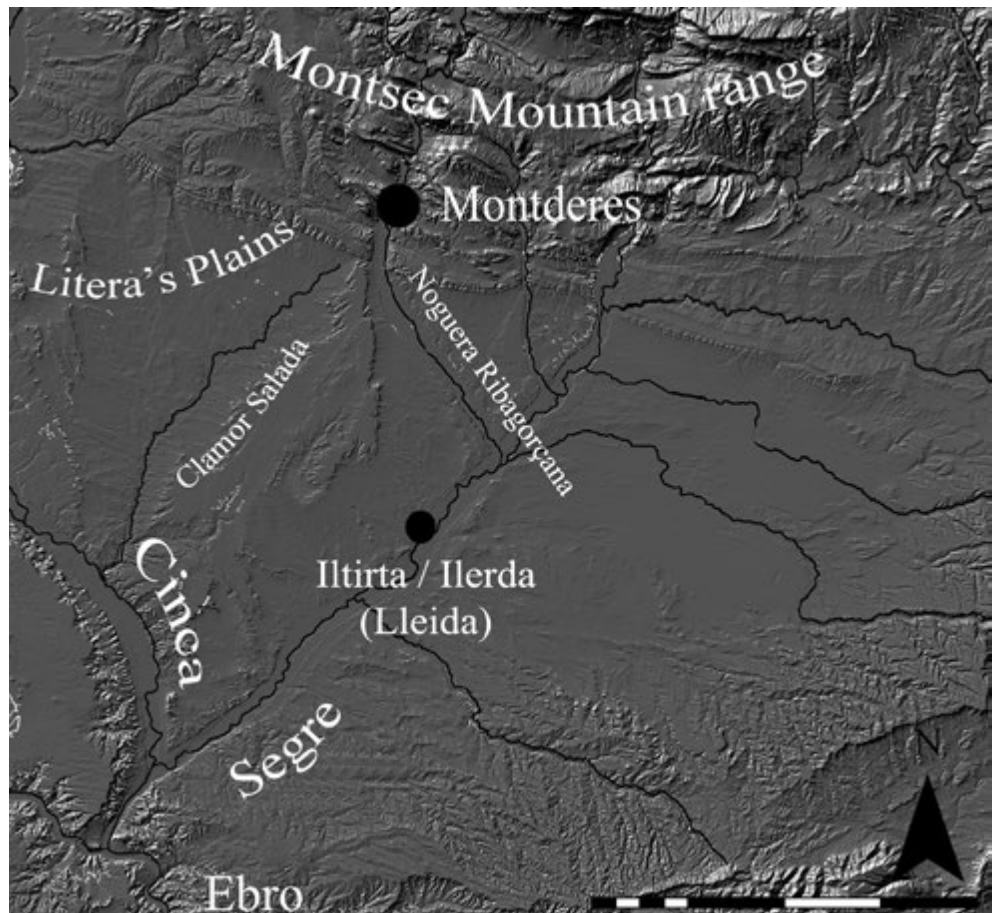 Montsec Mountain range
Montderes
Litera's Plains
Noguera Ribagorçana
Clamor Salada
Cinca
Iltirta / Ilerda
(Lleida)
Segre
N
Ebro